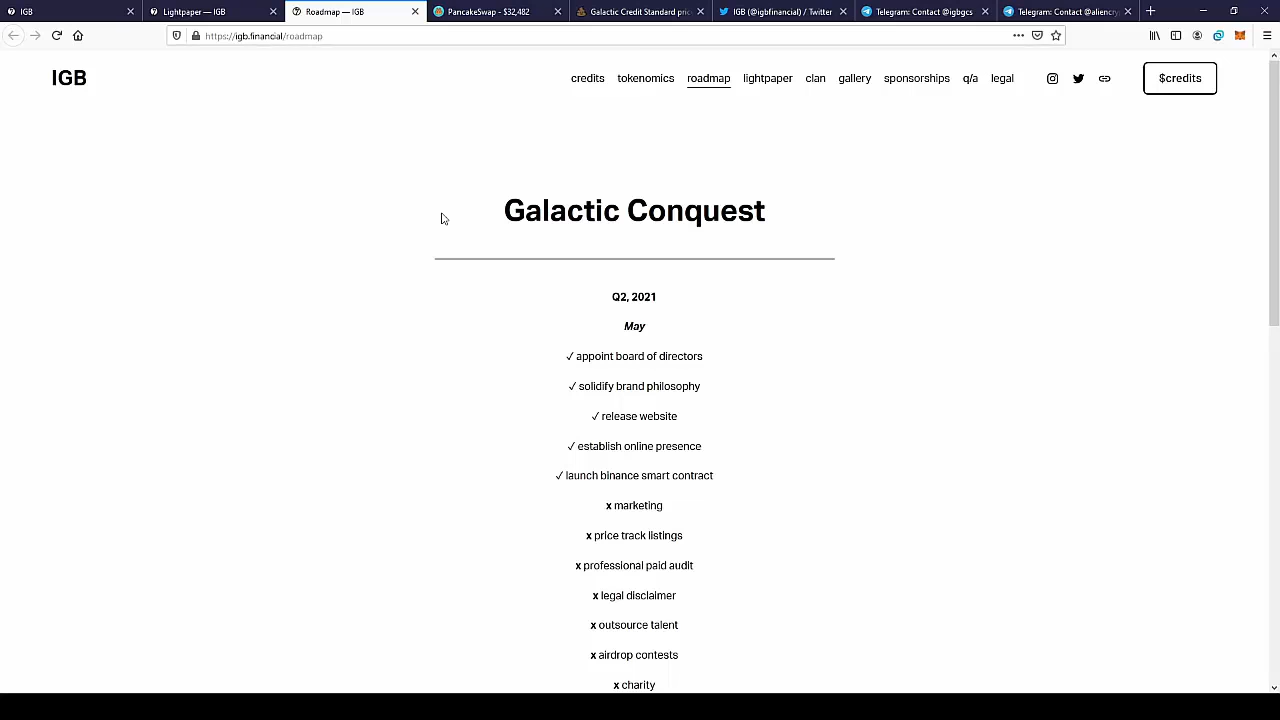 IGB
Lightpaper — IGB
Roadmap — IGB
PancakeSwap - $32,482
Galactic Credit Standard pric
IGB (@igbfinancial) / Twitter
Telegram: Contact @igbgcs
Telegram: Contact @aliencry
https://igb.financial/roadmap
IGB
credits
tokenomics
roadmap
lightpaper
clan
gallery
sponsorships
q/a
legal
$credits
Galactic Conquest
Q2, 2021
May
✓ appoint board of directors
✓ solidify brand philosophy
✓ release website
✓ establish online presence
✓ launch binance smart contract
x marketing
x price track listings
x professional paid audit
x legal disclaimer
x outsource talent
x airdrop contests
x charity